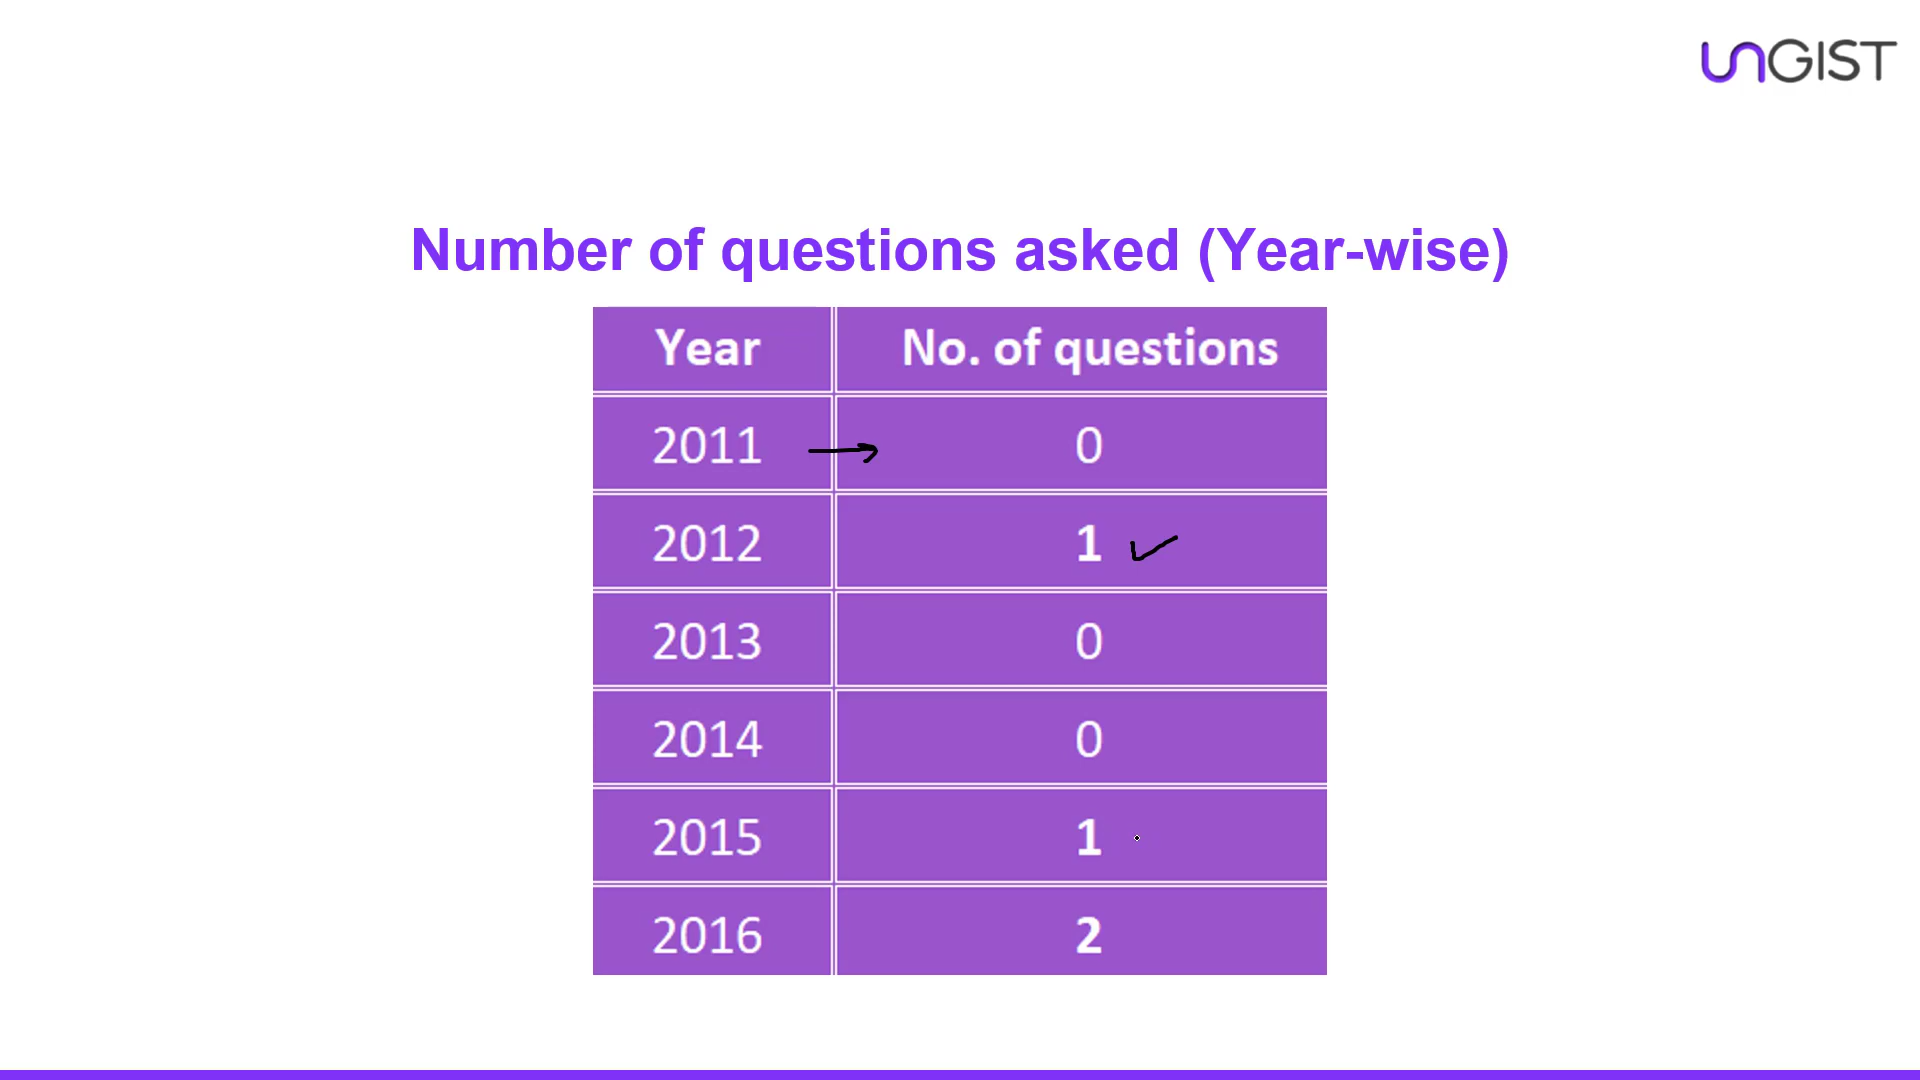 UNGIST
Number of questions asked (Year-wise)
Year No. of questions
2011 0
2012 1
2013 0
2014 0
2015 1
2016 2